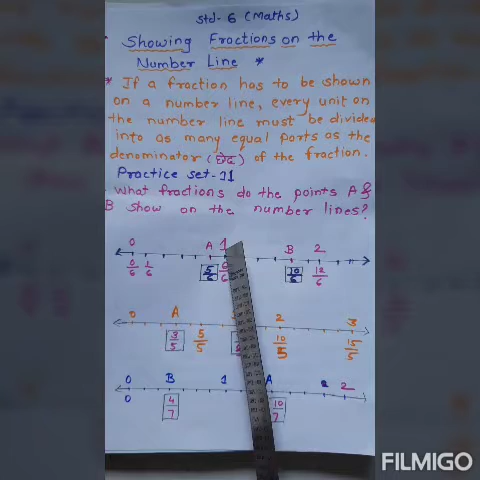 Std-6 (Maths)
Showing Fractions on the
Number Line *
* If a fraction has to be shown
on a number line, every unit on
the number line must be divide
into as many equal parts as the
denominator (छेद) of the fraction.
Practice set-11
What fractions do the points A &
B show on the number lines?
0 A 1 B 2
0/6 1/6 5/6 6/6 10/6 12/6
0 A 2 3
3/5 5/5 10/5 15/5
0 B 1 A 2
0 4/7 10/7
FILMIGO